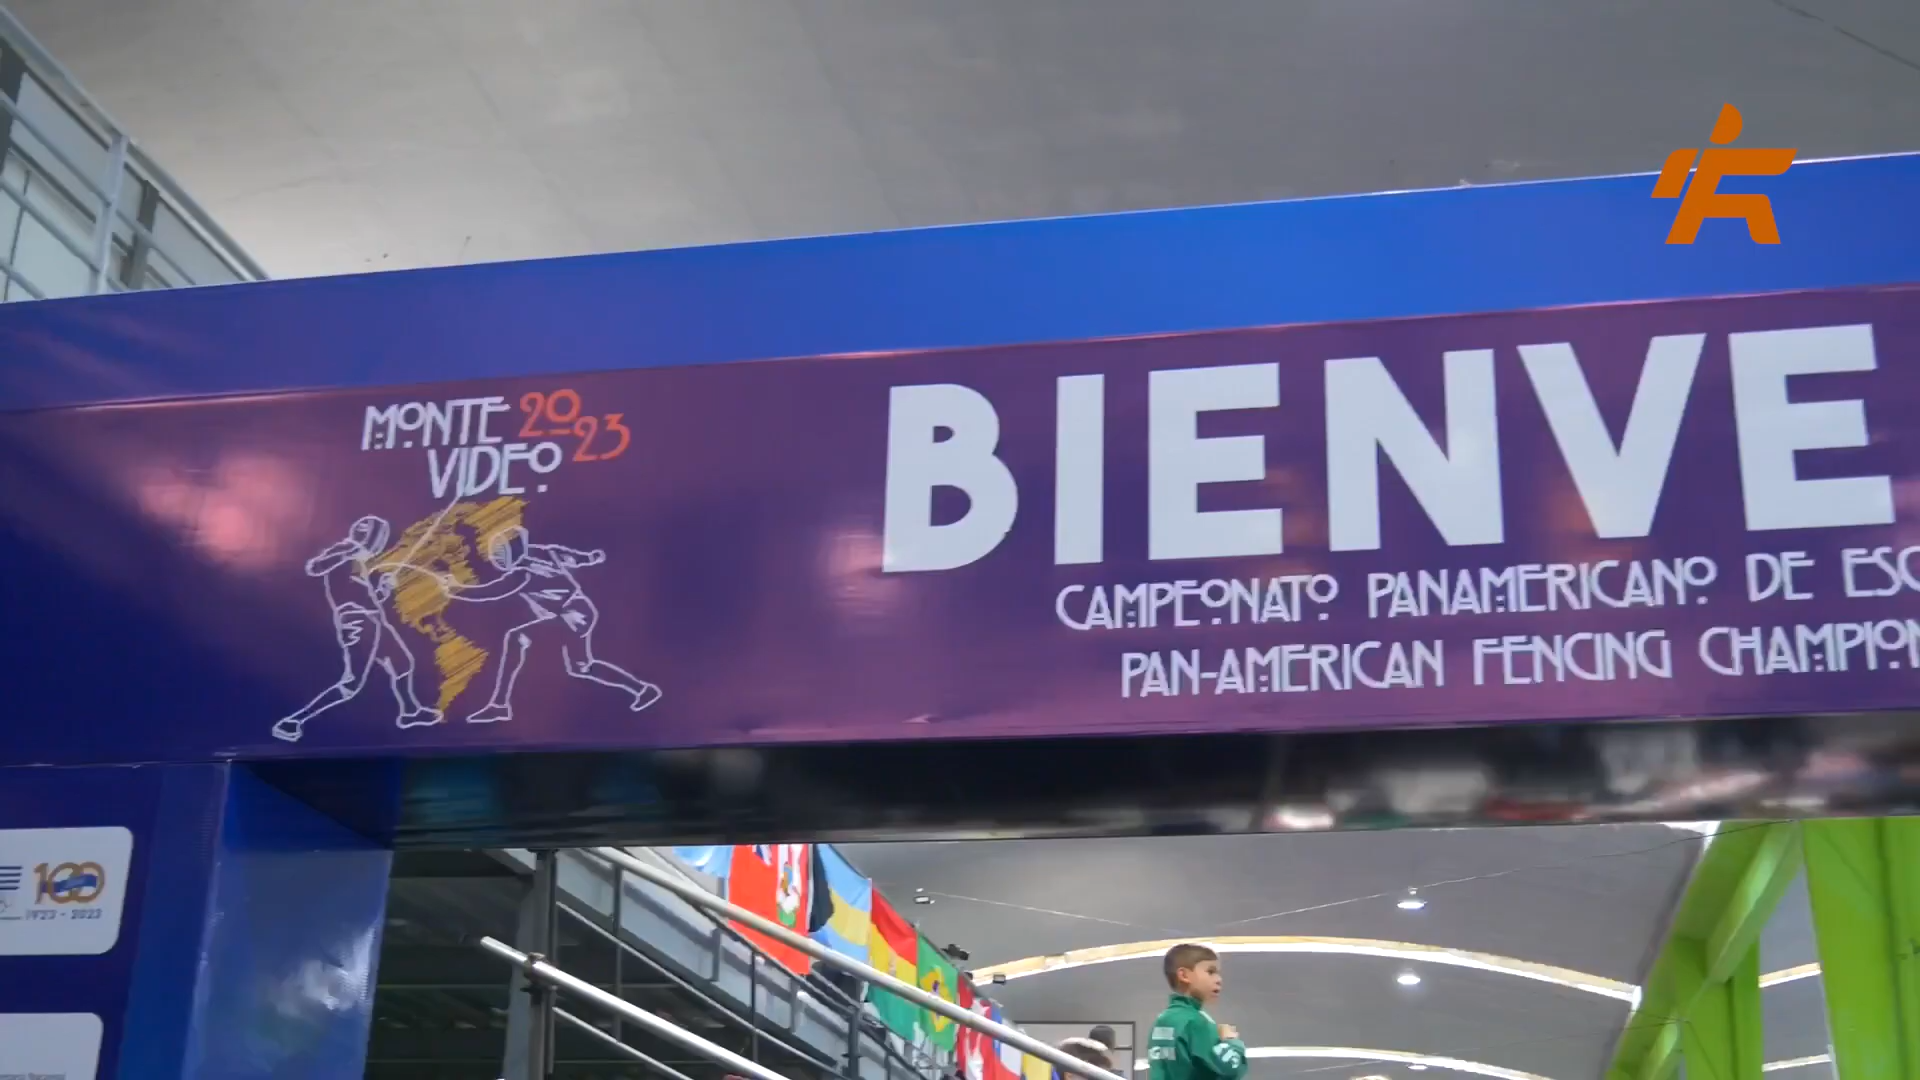 MONTE 2023
VIDEO
BIENVE
CAMPEONATO PANAMERICANO DE ESC
PAN-AMERICAN FENCING CHAMPION
100
1923 - 2023